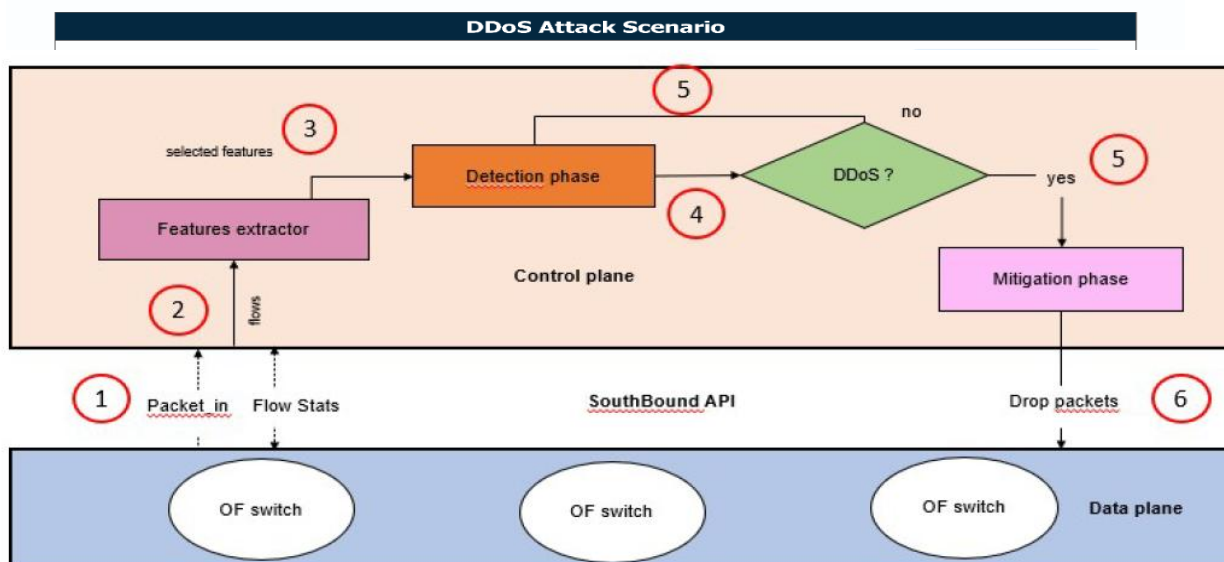 DDoS Attack Scenario
5
no
3
selected features
Detection phase
DDoS ?
5
yes
4
Features extractor
Control plane
Mitigation phase
2
flows
1
Packet_in
Flow Stats
SouthBound API
Drop packets
6
OF switch
OF switch
OF switch
Data plane